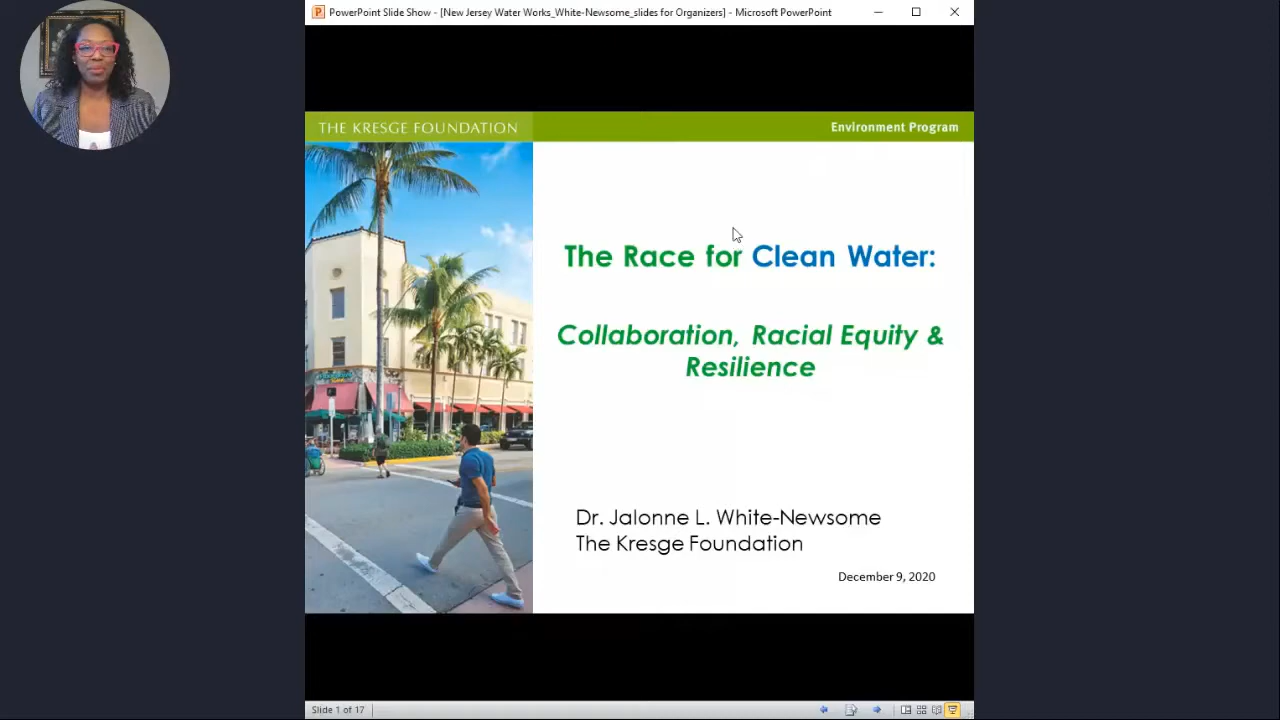 PowerPoint Slide Show - [New Jersey Water Works_White-Newsome_slides for Organizers] - Microsoft PowerPoint
THE KRESGE FOUNDATION
Environment Program
The Race for Clean Water:
Collaboration, Racial Equity &
Resilience
Dr. Jalonne L. White-Newsome
The Kresge Foundation
December 9, 2020
Slide 1 of 17